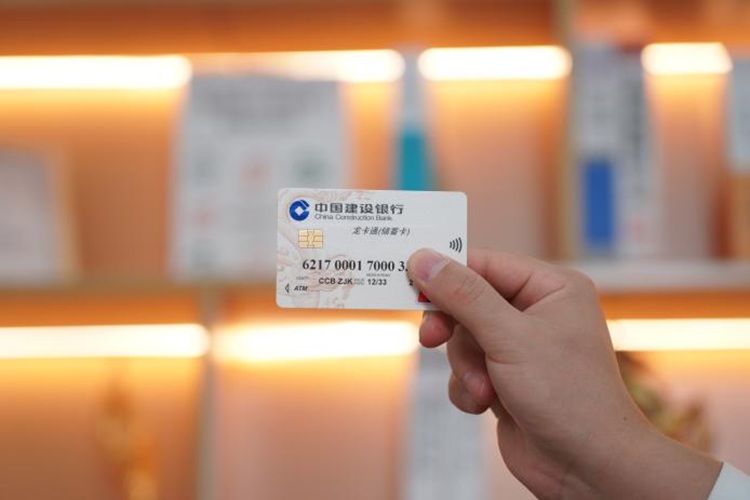 中国建设银行
China Construction Bank
龙卡通(储蓄卡)
6217 0001 7000 3
CCB ZJK 12/33 2
ATM